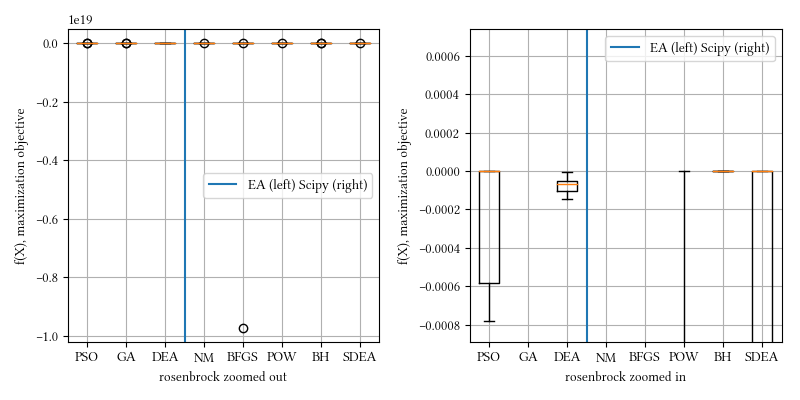 1e19
0.0
−0.2
−0.4
−0.6
−0.8
−1.0
f(X), maximization objective
EA (left) Scipy (right)
PSO GA DEA NM BFGS POW BH SDEA
rosenbrock zoomed out
0.0006
0.0004
0.0002
0.0000
−0.0002
−0.0004
−0.0006
−0.0008
f(X), maximization objective
EA (left) Scipy (right)
PSO GA DEA NM BFGS POW BH SDEA
rosenbrock zoomed in